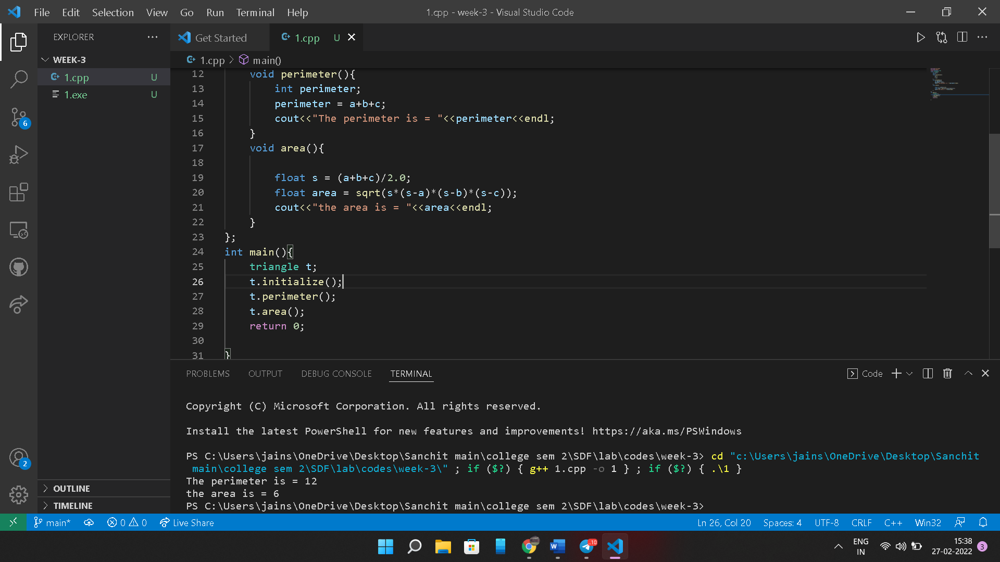 File Edit Selection View Go Run Terminal Help
1.cpp - week-3 - Visual Studio Code
EXPLORER
Get Started
1.cpp U
WEEK-3
1.cpp U
1.exe U
1.cpp > main()
12 void perimeter(){
13 int perimeter;
14 perimeter = a+b+c;
15 cout<<"The perimeter is = "<<perimeter<<endl;
16 }
17 void area(){
18
19 float s = (a+b+c)/2.0;
20 float area = sqrt(s*(s-a)*(s-b)*(s-c));
21 cout<<"the area is = "<<area<<endl;
22 }
23 };
24 int main(){
25 triangle t;
26 t.initialize();
27 t.perimeter();
28 t.area();
29 return 0;
30
31 }
6
2
OUTLINE
TIMELINE
PROBLEMS OUTPUT DEBUG CONSOLE TERMINAL
Code
Copyright (C) Microsoft Corporation. All rights reserved.
Install the latest PowerShell for new features and improvements! https://aka.ms/PSWindows
PS C:\Users\jains\OneDrive\Desktop\Sanchit main\college sem 2\SDF\lab\codes\week-3> cd "c:\Users\jains\OneDrive\Desktop\Sanchit
main\college sem 2\SDF\lab\codes\week-3\" ; if ($?) { g++ 1.cpp -o 1 } ; if ($?) { .\1 }
The perimeter is = 12
the area is = 6
PS C:\Users\jains\OneDrive\Desktop\Sanchit main\college sem 2\SDF\lab\codes\week-3>
main* 0 0 Live Share
Ln 26, Col 20 Spaces: 4 UTF-8 CRLF C++ Win32
W
10
ENG
IN
15:38
27-02-2022
3